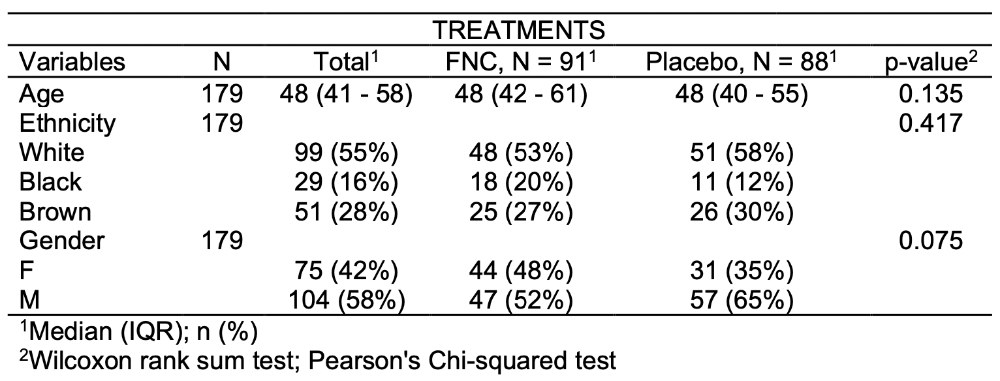 TREATMENTS
Variables N Total¹ FNC, N = 91¹ Placebo, N = 88¹ p-value²
Age 179 48 (41 - 58) 48 (42 - 61) 48 (40 - 55) 0.135
Ethnicity 179 0.417
White 99 (55%) 48 (53%) 51 (58%)
Black 29 (16%) 18 (20%) 11 (12%)
Brown 51 (28%) 25 (27%) 26 (30%)
Gender 179 0.075
F 75 (42%) 44 (48%) 31 (35%)
M 104 (58%) 47 (52%) 57 (65%)
¹Median (IQR); n (%)
²Wilcoxon rank sum test; Pearson's Chi-squared test